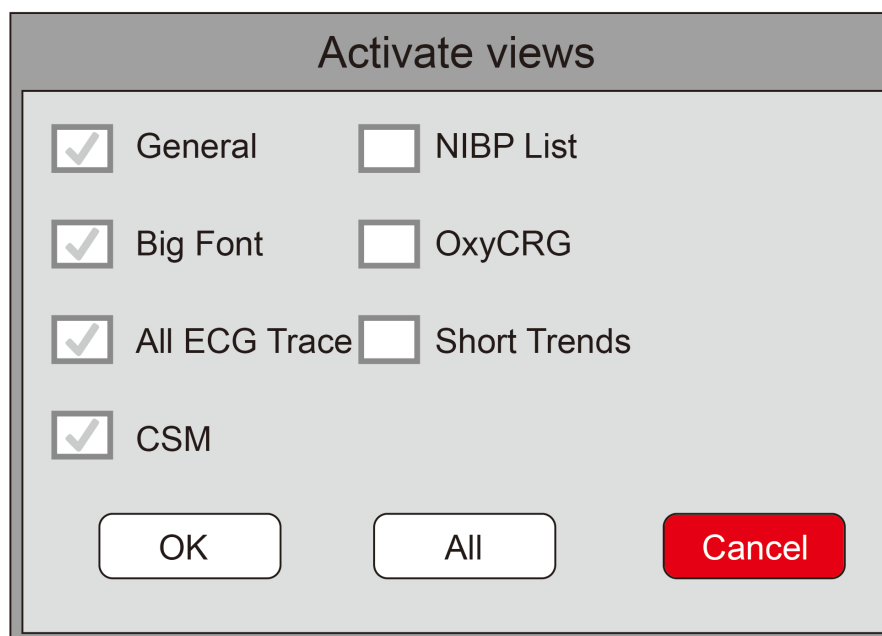 Activate views
General NIBP List
Big Font OxyCRG
All ECG Trace Short Trends
CSM
OK All Cancel